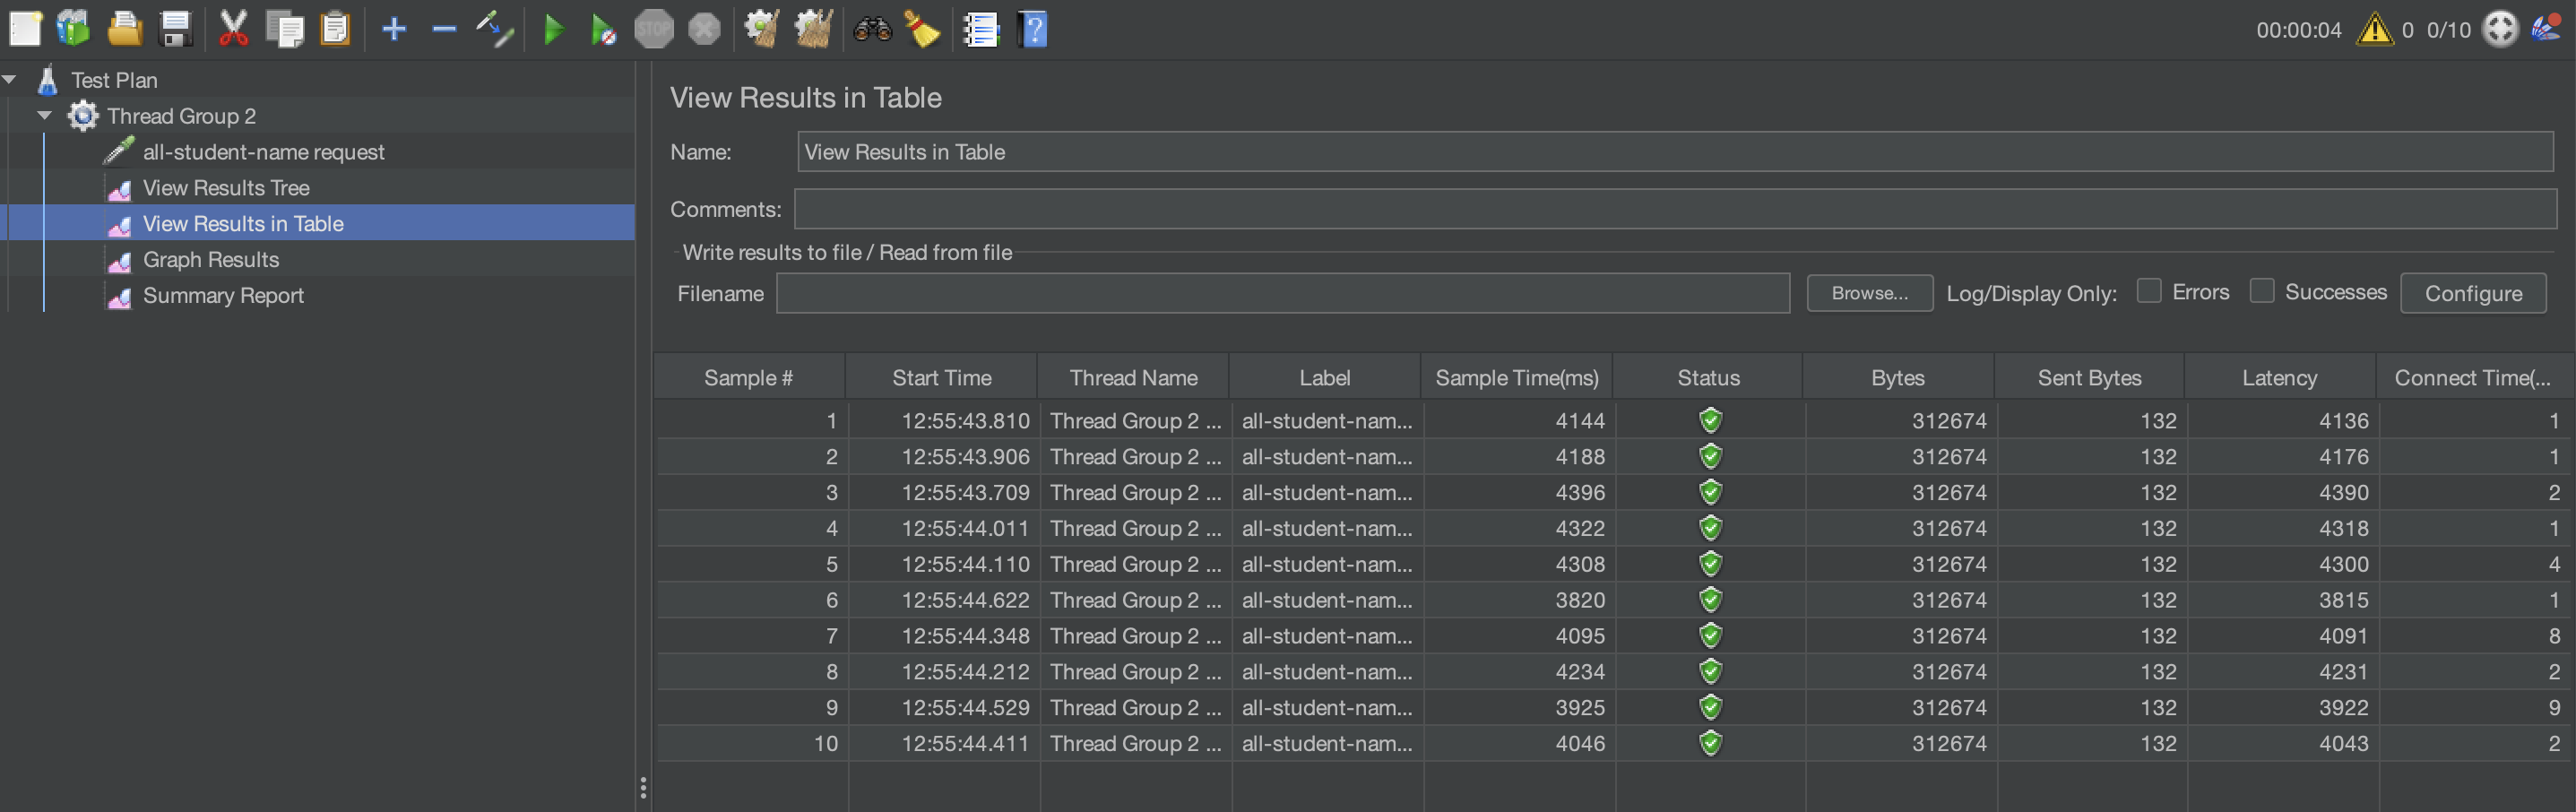 STOP
00:00:04 0 0/10
Test Plan
Thread Group 2
all-student-name request
View Results Tree
View Results in Table
Graph Results
Summary Report
View Results in Table
Name: View Results in Table
Comments:
Write results to file / Read from file
Filename Browse... Log/Display Only: Errors Successes Configure
Sample # Start Time Thread Name Label Sample Time(ms) Status Bytes Sent Bytes Latency Connect Time(...
1 12:55:43.810 Thread Group 2 ... all-student-nam... 4144 312674 132 4136 1
2 12:55:43.906 Thread Group 2 ... all-student-nam... 4188 312674 132 4176 1
3 12:55:43.709 Thread Group 2 ... all-student-nam... 4396 312674 132 4390 2
4 12:55:44.011 Thread Group 2 ... all-student-nam... 4322 312674 132 4318 1
5 12:55:44.110 Thread Group 2 ... all-student-nam... 4308 312674 132 4300 4
6 12:55:44.622 Thread Group 2 ... all-student-nam... 3820 312674 132 3815 1
7 12:55:44.348 Thread Group 2 ... all-student-nam... 4095 312674 132 4091 8
8 12:55:44.212 Thread Group 2 ... all-student-nam... 4234 312674 132 4231 2
9 12:55:44.529 Thread Group 2 ... all-student-nam... 3925 312674 132 3922 9
10 12:55:44.411 Thread Group 2 ... all-student-nam... 4046 312674 132 4043 2